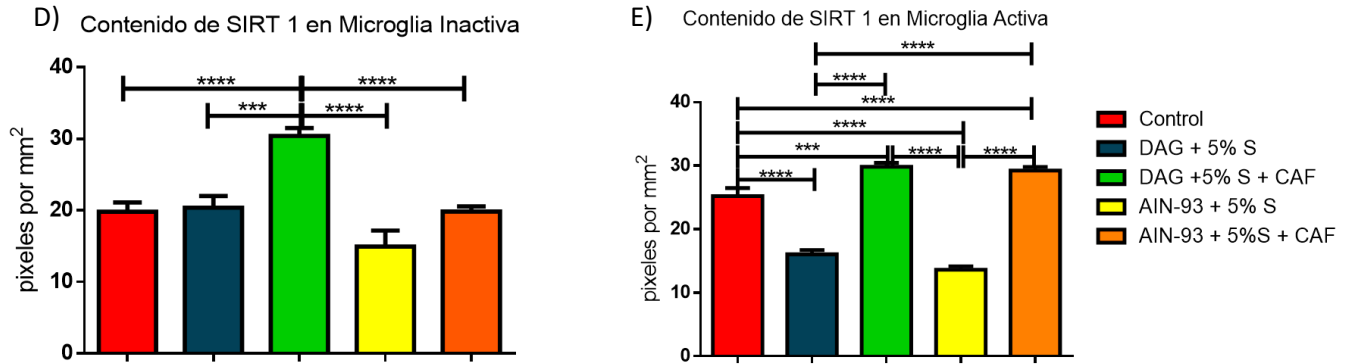 D) Contenido de SIRT 1 en Microglia Inactiva
40
30
20
10
0
pixeles por mm2
**** ****
*** ****
E) Contenido de SIRT 1 en Microglia Activa
****
****
****
****
*** **** ****
****
40
30
20
10
0
pixeles por mm2
Control
DAG + 5% S
DAG +5% S + CAF
AIN-93 + 5% S
AIN-93 + 5%S + CAF